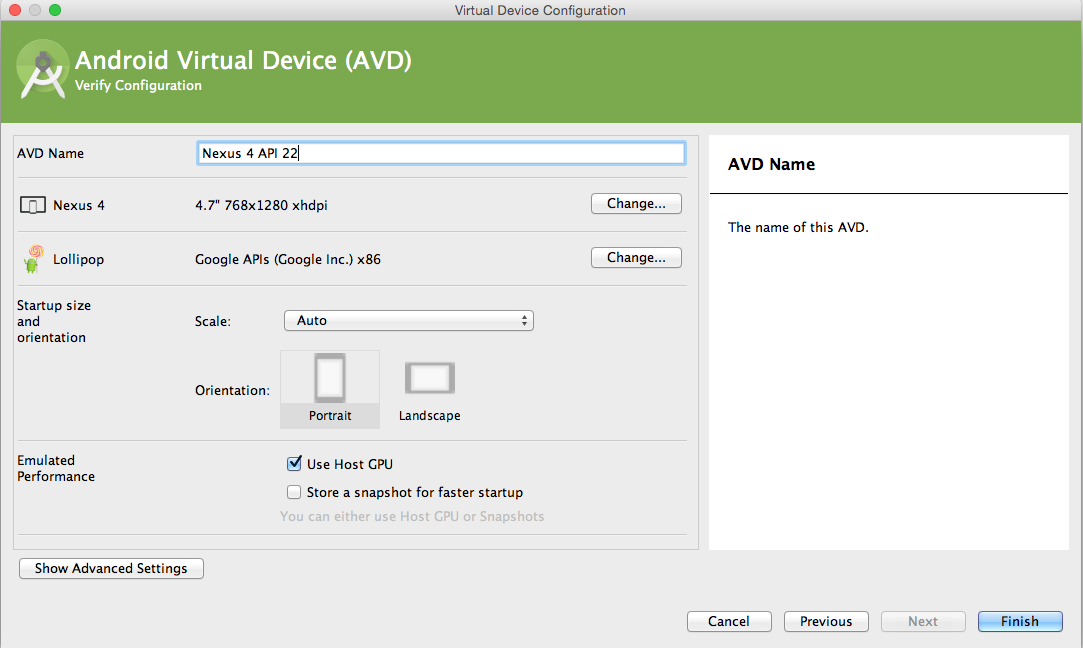 Virtual Device Configuration
Android Virtual Device (AVD)
Verify Configuration
AVD Name
Nexus 4 API 22
Nexus 4
4.7" 768x1280 xhdpi
Change...
Lollipop
Google APIs (Google Inc.) x86
Change...
Startup size
and
orientation
Scale:
Auto
Orientation:
Portrait
Landscape
Emulated
Performance
Use Host GPU
Store a snapshot for faster startup
You can either use Host GPU or Snapshots
Show Advanced Settings
AVD Name
The name of this AVD.
Cancel
Previous
Next
Finish